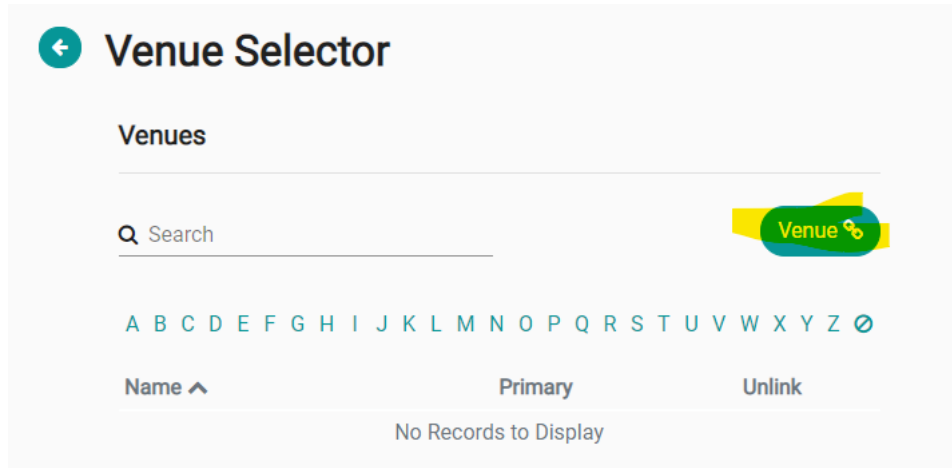 Venue Selector
Venues
Search
Venue
A B C D E F G H I J K L M N O P Q R S T U V W X Y Z
Name Primary Unlink
No Records to Display